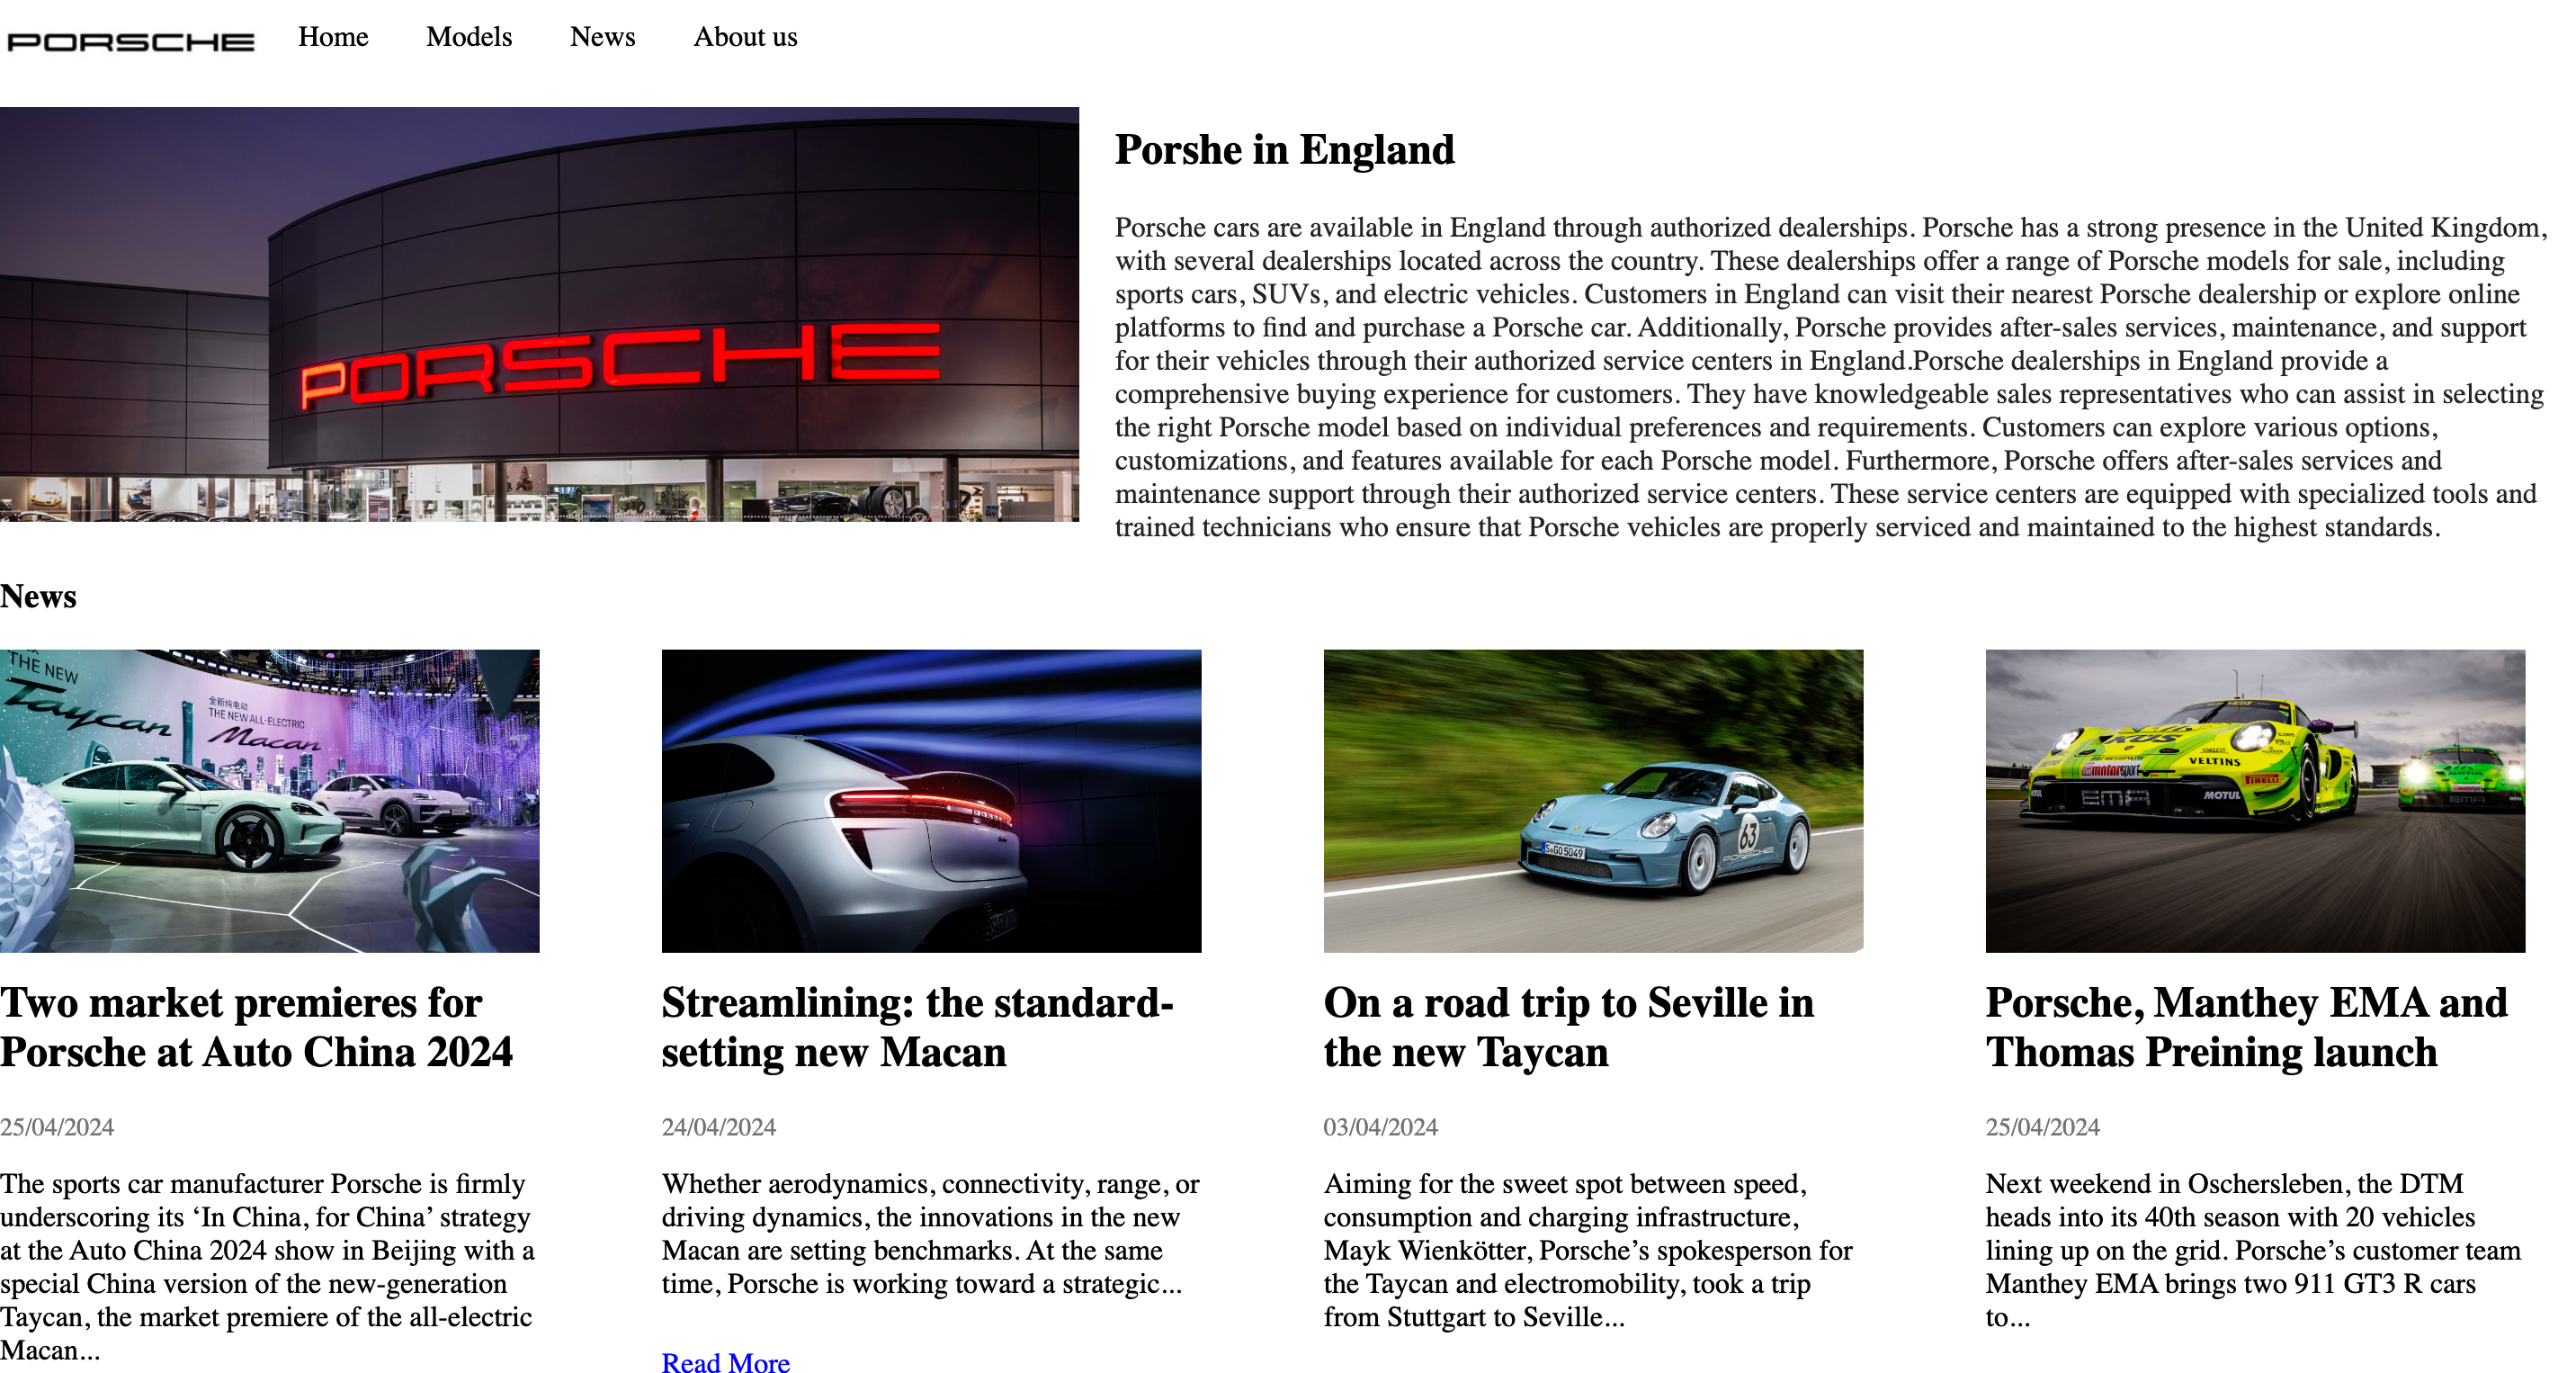 PORSCHE
Home
Models
News
About us
PORSCHE
Porshe in England
Porsche cars are available in England through authorized dealerships. Porsche has a strong presence in the United Kingdom,
with several dealerships located across the country. These dealerships offer a range of Porsche models for sale, including
sports cars, SUVs, and electric vehicles. Customers in England can visit their nearest Porsche dealership or explore online
platforms to find and purchase a Porsche car. Additionally, Porsche provides after-sales services, maintenance, and support
for their vehicles through their authorized service centers in England.Porsche dealerships in England provide a
comprehensive buying experience for customers. They have knowledgeable sales representatives who can assist in selecting
the right Porsche model based on individual preferences and requirements. Customers can explore various options,
customizations, and features available for each Porsche model. Furthermore, Porsche offers after-sales services and
maintenance support through their authorized service centers. These service centers are equipped with specialized tools and
trained technicians who ensure that Porsche vehicles are properly serviced and maintained to the highest standards.
News
THE NEW
Taycan
全新纯电动
THE NEW ALL-ELECTRIC
Macan
Two market premieres for
Porsche at Auto China 2024
25/04/2024
The sports car manufacturer Porsche is firmly
underscoring its ‘In China, for China’ strategy
at the Auto China 2024 show in Beijing with a
special China version of the new-generation
Taycan, the market premiere of the all-electric
Macan...
Streamlining: the standard-
setting new Macan
24/04/2024
Whether aerodynamics, connectivity, range, or
driving dynamics, the innovations in the new
Macan are setting benchmarks. At the same
time, Porsche is working toward a strategic...
Read More
63
PORSCHE
S GO 5049
On a road trip to Seville in
the new Taycan
03/04/2024
Aiming for the sweet spot between speed,
consumption and charging infrastructure,
Mayk Wienkötter, Porsche’s spokesperson for
the Taycan and electromobility, took a trip
from Stuttgart to Seville...
VELTINS
motorsport
PIRELLI
EMA
MOTUL
EMA
Porsche, Manthey EMA and
Thomas Preining launch
25/04/2024
Next weekend in Oschersleben, the DTM
heads into its 40th season with 20 vehicles
lining up on the grid. Porsche’s customer team
Manthey EMA brings two 911 GT3 R cars
to...